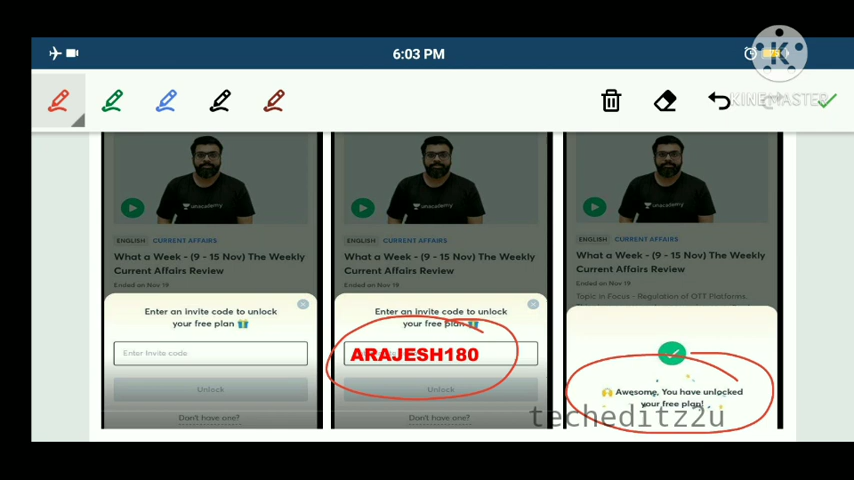 6:03 PM
K
KINEMASTER
unacademy
unacademy
unacademy
ENGLISH CURRENT AFFAIRS
What a Week - (9 - 15 Nov) The Weekly
Current Affairs Review
Ended on Nov 19
Enter an invite code to unlock
your free plan
Enter Invite code
Unlock
Don't have one?
ENGLISH CURRENT AFFAIRS
What a Week - (9 - 15 Nov) The Weekly
Current Affairs Review
Ended on Nov 19
Enter an invite code to unlock
your free plan
ARAJESH180
Unlock
Don't have one?
ENGLISH CURRENT AFFAIRS
What a Week - (9 - 15 Nov) The Weekly
Current Affairs Review
Ended on Nov 19
Topic in Focus - Regulation of OTT Platforms.
Awesome, You have unlocked
your free plan!
techeditz2u